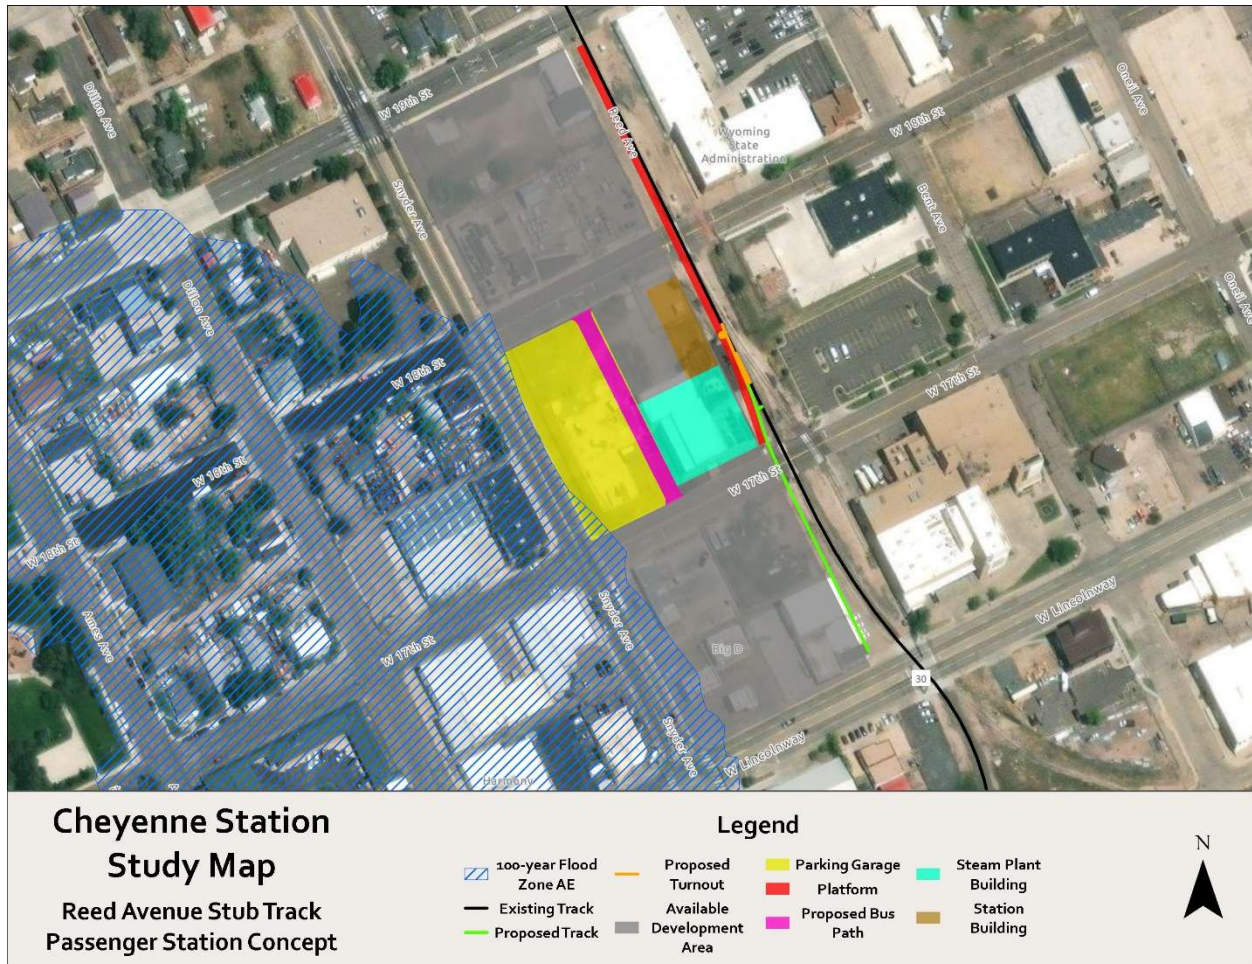 W 19th St
Dillon Ave
Reed Ave
Oneil Ave
W 18th St
Wyoming
State
Administration
Snyder Ave
Bent Ave
Oneil Ave
Dillon Ave
W 18th St
W 17th St
W 18th St
W 17th St
W 18th St
W Lincolnway
Ames Ave
Snyder Ave
W 17th St
Big D
30
Snyder Ave
W Lincolnway
Harmony
Cheyenne Station
Study Map
Reed Avenue Stub Track
Passenger Station Concept
Legend
100-year Flood
Zone AE
Existing Track
Proposed Track
Proposed
Turnout
Available
Development
Area
Parking Garage
Platform
Proposed Bus
Path
Steam Plant
Building
Station
Building
N